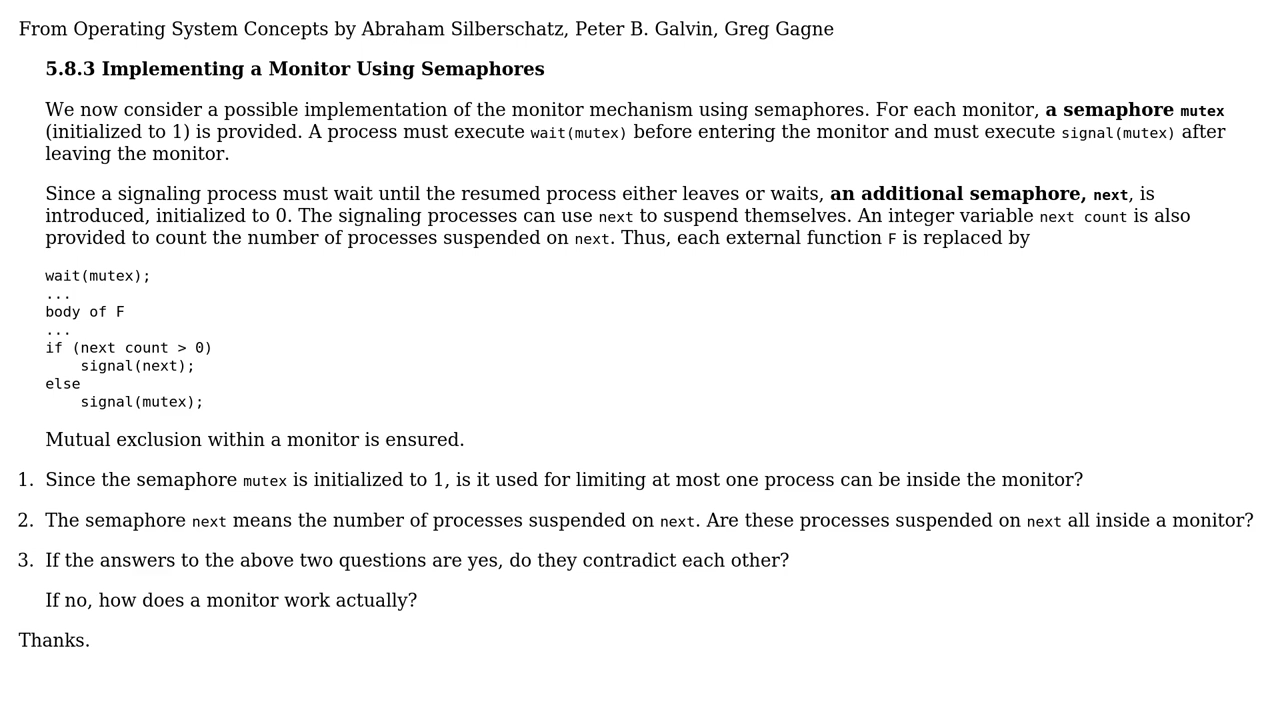 From Operating System Concepts by Abraham Silberschatz, Peter B. Galvin, Greg Gagne
5.8.3 Implementing a Monitor Using Semaphores
We now consider a possible implementation of the monitor mechanism using semaphores. For each monitor, a semaphore mutex
(initialized to 1) is provided. A process must execute wait(mutex) before entering the monitor and must execute signal(mutex) after
leaving the monitor.
Since a signaling process must wait until the resumed process either leaves or waits, an additional semaphore, next, is
introduced, initialized to 0. The signaling processes can use next to suspend themselves. An integer variable next count is also
provided to count the number of processes suspended on next. Thus, each external function F is replaced by
wait(mutex);
...
body of F
...
if (next count > 0)
    signal(next);
else
    signal(mutex);
Mutual exclusion within a monitor is ensured.
1. Since the semaphore mutex is initialized to 1, is it used for limiting at most one process can be inside the monitor?
2. The semaphore next means the number of processes suspended on next. Are these processes suspended on next all inside a monitor?
3. If the answers to the above two questions are yes, do they contradict each other?
If no, how does a monitor work actually?
Thanks.